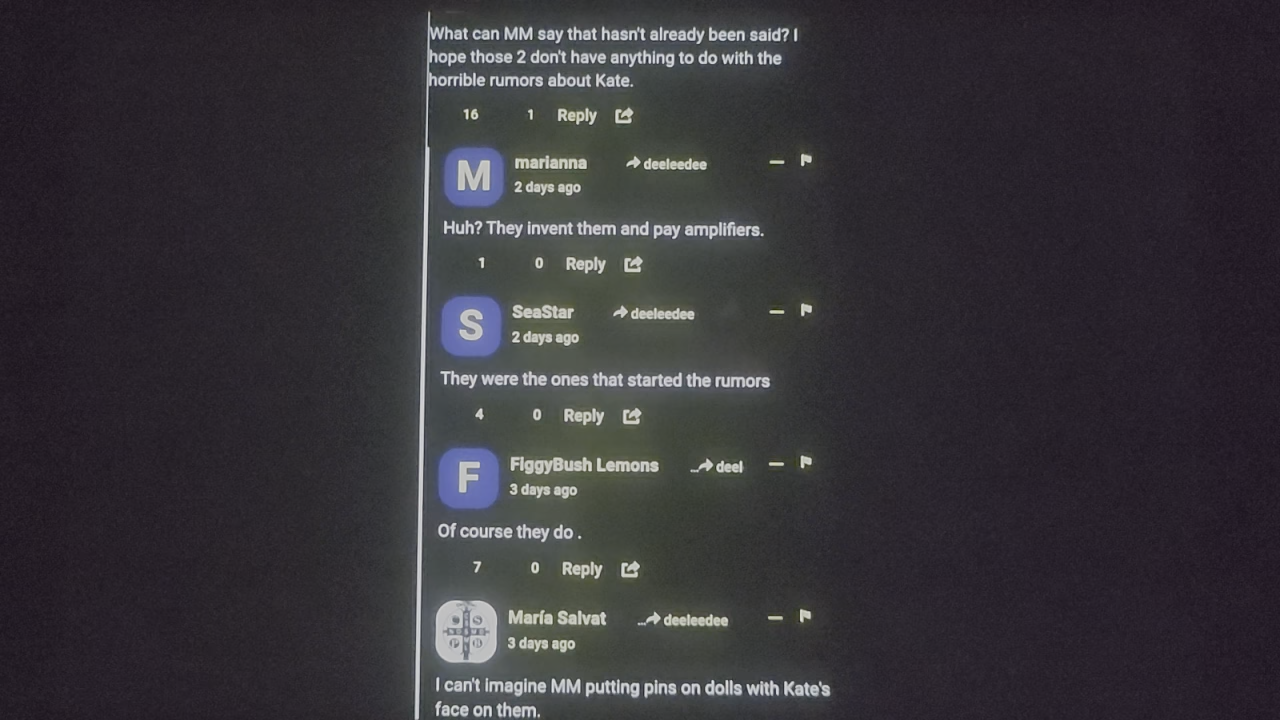 What can MM say that hasn't already been said? I
hope those 2 don't have anything to do with the
horrible rumors about Kate.
16 1 Reply
M marianna deeleedee
2 days ago
Huh? They invent them and pay amplifiers.
1 0 Reply
S SeaStar deeleedee
2 days ago
They were the ones that started the rumors
4 0 Reply
F FiggyBush Lemons ... deel
3 days ago
Of course they do .
7 0 Reply
María Salvat ... deeleedee
3 days ago
I can't imagine MM putting pins on dolls with Kate's
face on them.